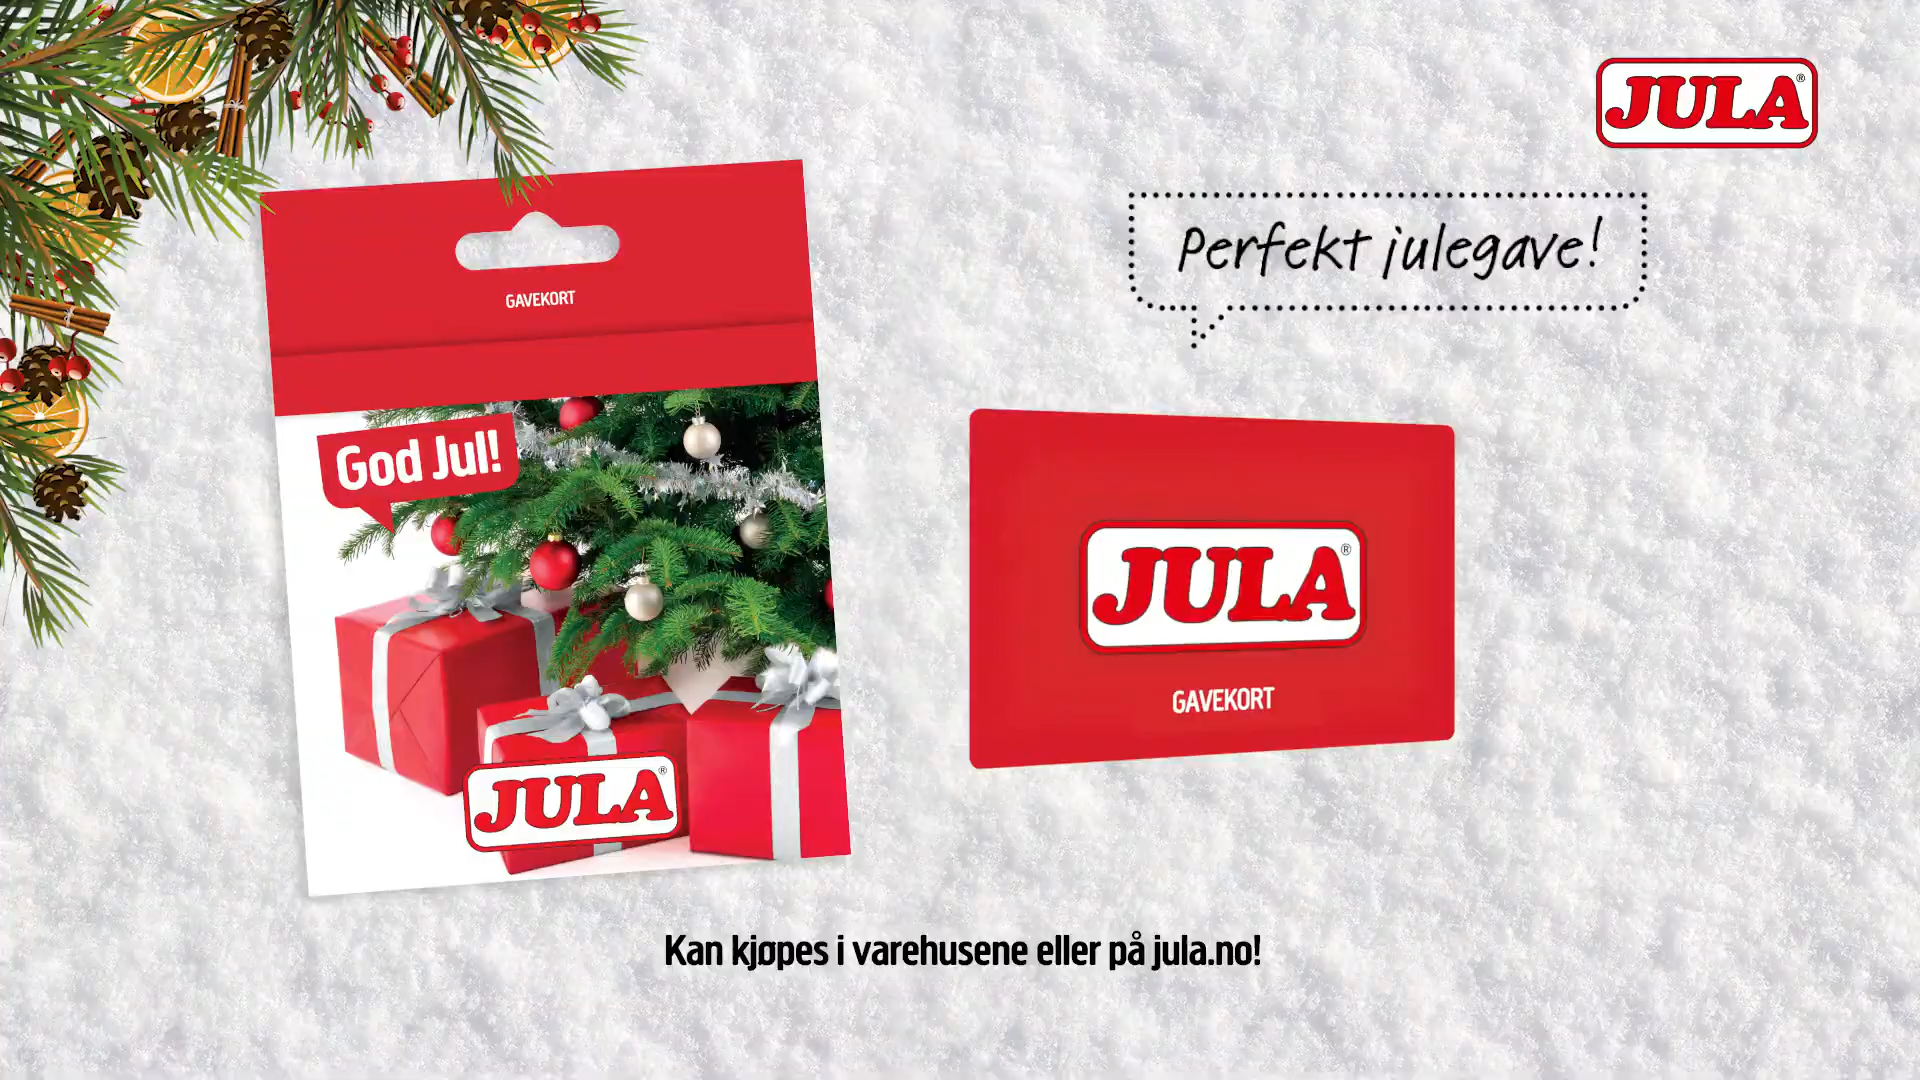 JULA®
Perfekt julegave!
GAVEKORT
God Jul!
JULA®
JULA®
GAVEKORT
Kan kjøpes i varehusene eller på jula.no!